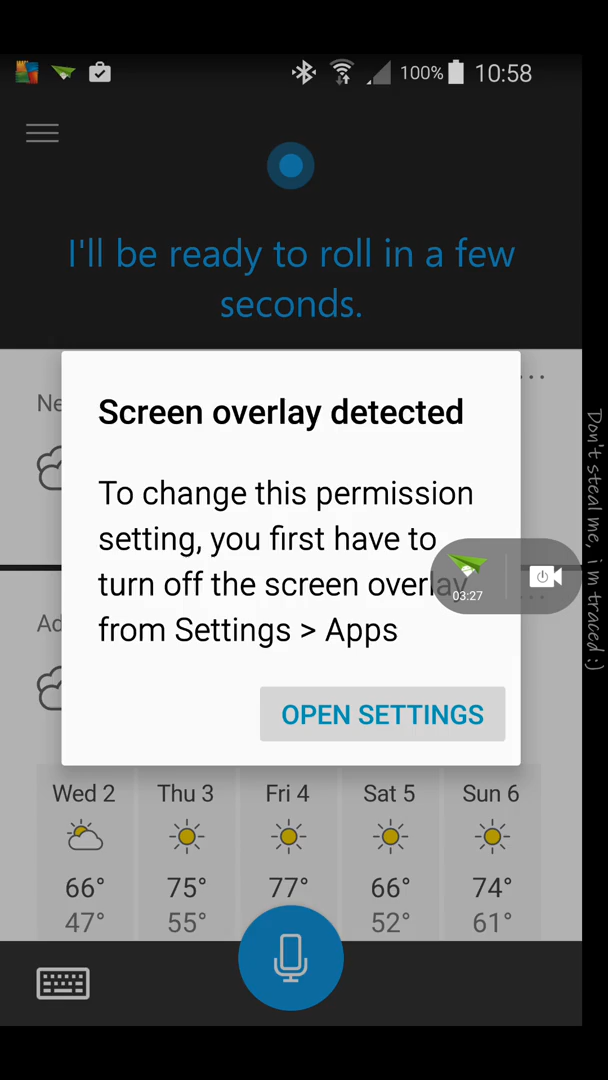 100% 10:58
I'll be ready to roll in a few
seconds.
Ne
Screen overlay detected
To change this permission
setting, you first have to
turn off the screen overlay
from Settings > Apps
03:27
Ad
OPEN SETTINGS
Wed 2 Thu 3 Fri 4 Sat 5 Sun 6
66° 75° 77° 66° 74°
47° 55° 52° 61°
Don't steal me, i m traced :)